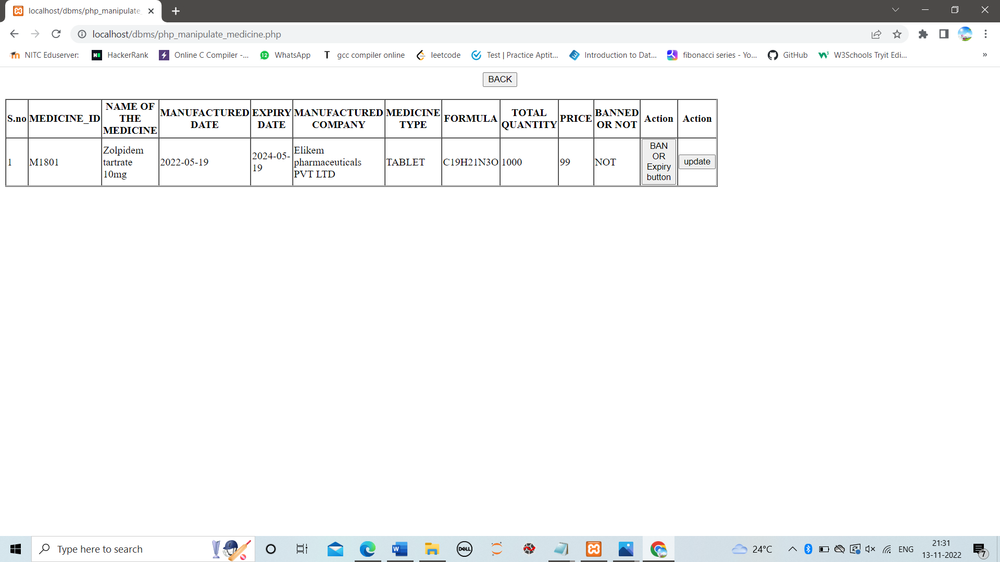 localhost/dbms/php_manipulate_
localhost/dbms/php_manipulate_medicine.php
NITC Eduserver: HackerRank Online C Compiler -... WhatsApp gcc compiler online leetcode Test | Practice Aptit... Introduction to Dat... fibonacci series - Yo... GitHub W3Schools Tryit Edi... »
BACK
S.no MEDICINE_ID NAME OF THE MEDICINE MANUFACTURED DATE EXPIRY DATE MANUFACTURED COMPANY MEDICINE TYPE FORMULA TOTAL QUANTITY PRICE BANNED OR NOT Action Action
1 M1801 Zolpidem tartrate 10mg 2022-05-19 2024-05-19 Elikem pharmaceuticals PVT LTD TABLET C19H21N3O 1000 99 NOT BAN OR Expiry button update
Type here to search
DELL
24°C
ENG
21:31
13-11-2022
7